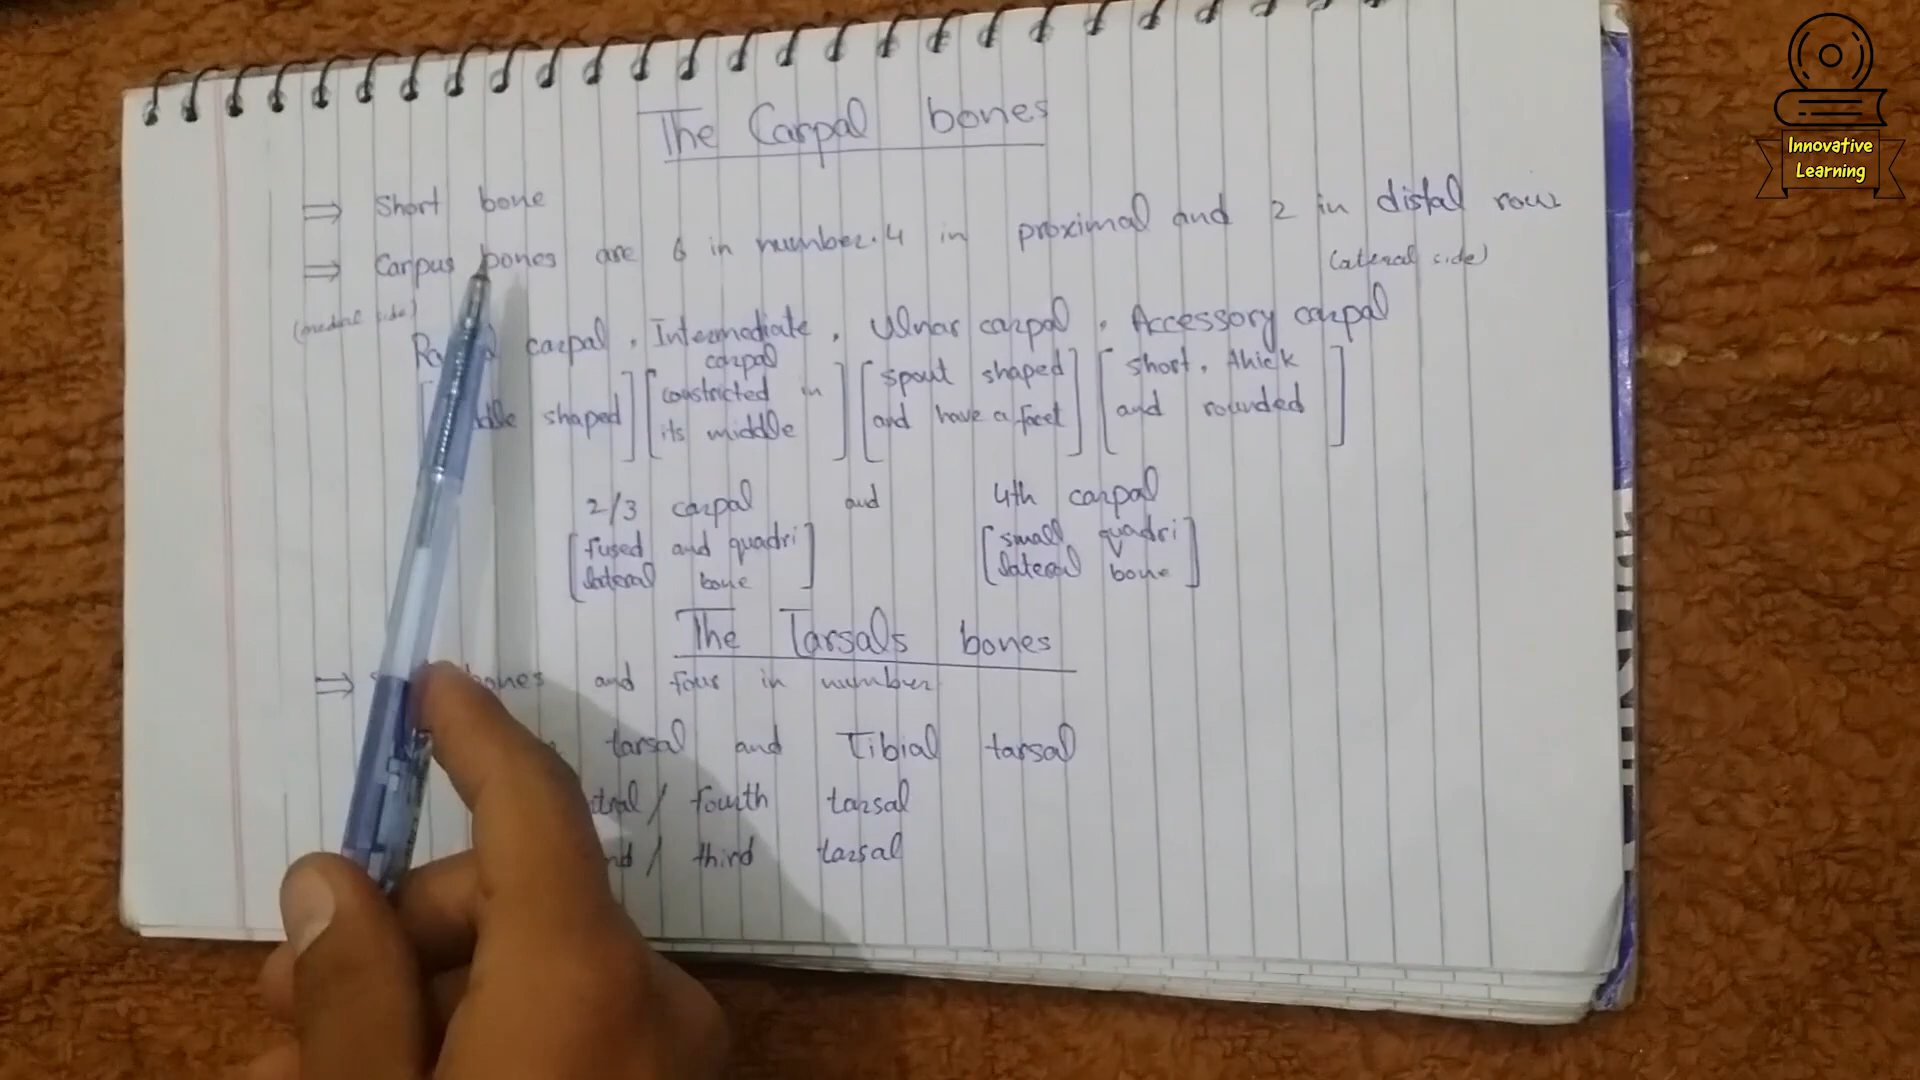 The Carpal bones
⇒ Short bone
⇒ Carpus bones are 6 in number. 4 in proximal and 2 in distal row
(medial side)
(lateral side)
carpal, Intermediate carpal, Ulnar carpal, Accessory carpal
shaped] [constricted in its middle] [spout shaped and have a facet] [short, thick and rounded]
2/3 carpal and 4th carpal
[fused and quadri lateral bone] [small quadri lateral bone]
The Tarsals bones
⇒ bones and four in number
tarsal and Tibial tarsal
/ fourth tarsal
/ third tarsal
Innovative
Learning